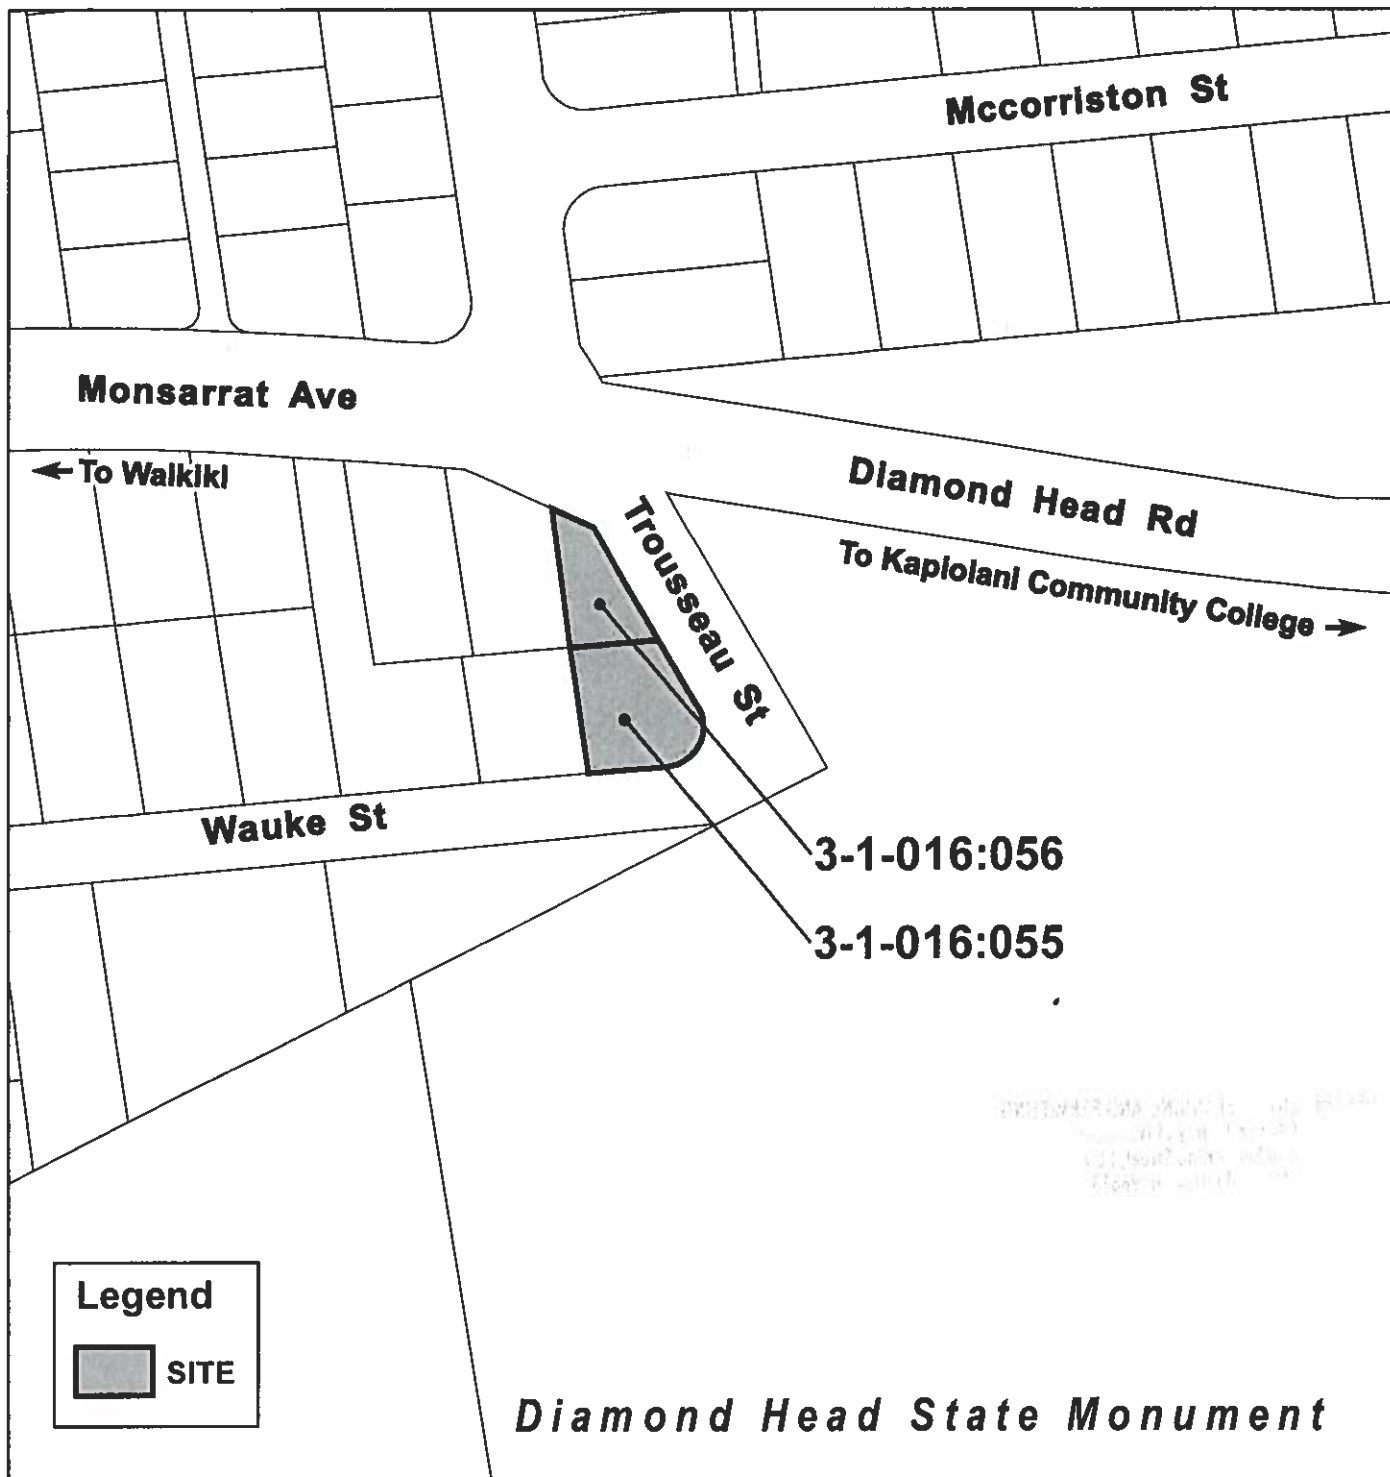 Mccorriston St
Monsarrat Ave
← To Waikiki
Diamond Head Rd
To Kapiolani Community College →
Trousseau St
Wauke St
3-1-016:056
3-1-016:055
Legend
SITE
Diamond Head State Monument